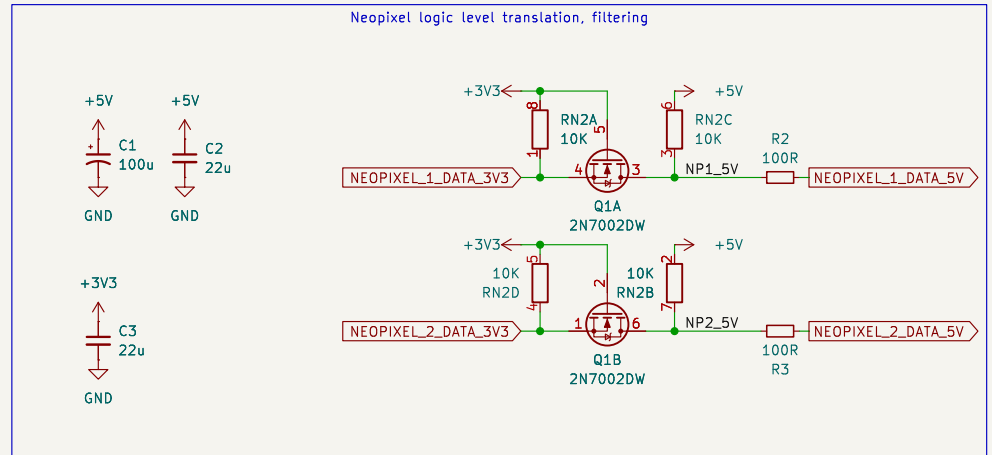 Neopixel logic level translation, filtering
+5V
C1
100u
GND
+5V
C2
22u
GND
+3V3
C3
22u
GND
+3V3
8
RN2A
10K
1
5
4
3
Q1A
2N7002DW
+5V
6
RN2C
10K
3
NEOPIXEL_1_DATA_3V3
NP1_5V
R2
100R
NEOPIXEL_1_DATA_5V
+3V3
5
10K
RN2D
4
2
1
6
Q1B
2N7002DW
+5V
2
10K
RN2B
7
NEOPIXEL_2_DATA_3V3
NP2_5V
100R
R3
NEOPIXEL_2_DATA_5V